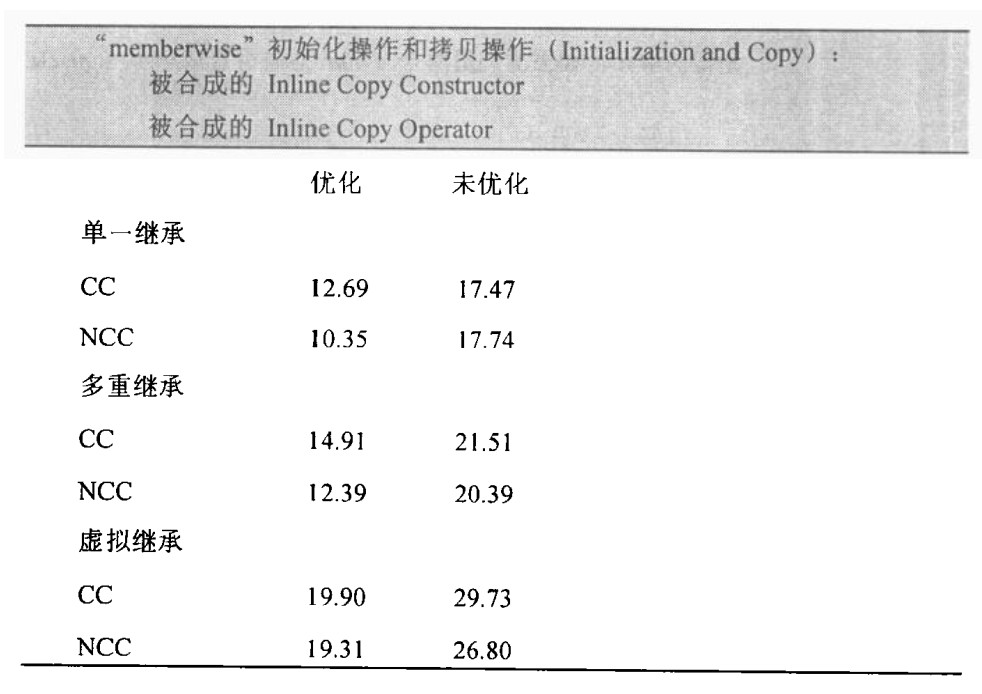 “memberwise”初始化操作和拷贝操作（Initialization and Copy）：
被合成的 Inline Copy Constructor
被合成的 Inline Copy Operator
优化 未优化
单一继承
CC 12.69 17.47
NCC 10.35 17.74
多重继承
CC 14.91 21.51
NCC 12.39 20.39
虚拟继承
CC 19.90 29.73
NCC 19.31 26.80